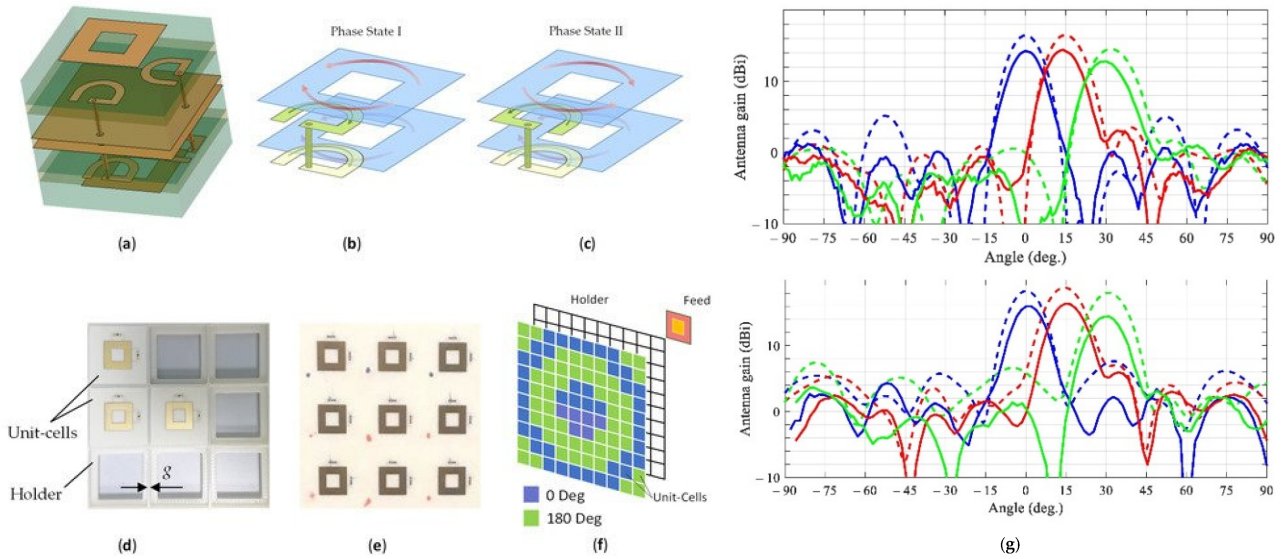 Phase State I
Phase State II
(a)
(b)
(c)
Unit-cells
Holder
g
(d)
(e)
Holder
Feed
Unit-Cells
0 Deg
180 Deg
(f)
Antenna gain (dBi)
10
0
−10
−90 −75 −60 −45 −30 −15 0 15 30 45 60 75 90
Angle (deg.)
Antenna gain (dBi)
10
0
−10
−90 −75 −60 −45 −30 −15 0 15 30 45 60 75 90
Angle (deg.)
(g)